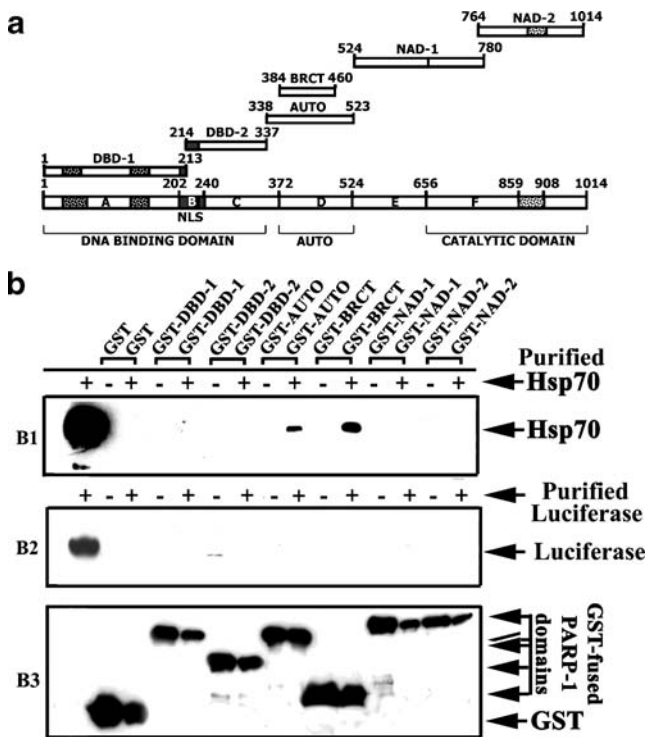 a
764 NAD-2 1014
524 NAD-1 780
384 BRCT 460
338 AUTO 523
214 DBD-2 337
1 DBD-1 213
1 202 240 372 524 656 859 908 1014
A B C D E F
NLS
DNA BINDING DOMAIN AUTO CATALYTIC DOMAIN
b
GST
GST
GST-DBD-1
GST-DBD-1
GST-DBD-2
GST-DBD-2
GST-AUTO
GST-AUTO
GST-BRCT
GST-BRCT
GST-NAD-1
GST-NAD-1
GST-NAD-2
GST-NAD-2
Purified
+ - + - + - + - + - + - + - + Hsp70
B1 Hsp70
+ - + - + - + - + - + - + - + Purified
Luciferase
B2 Luciferase
GST-fused
PARP-1
domains
B3
GST